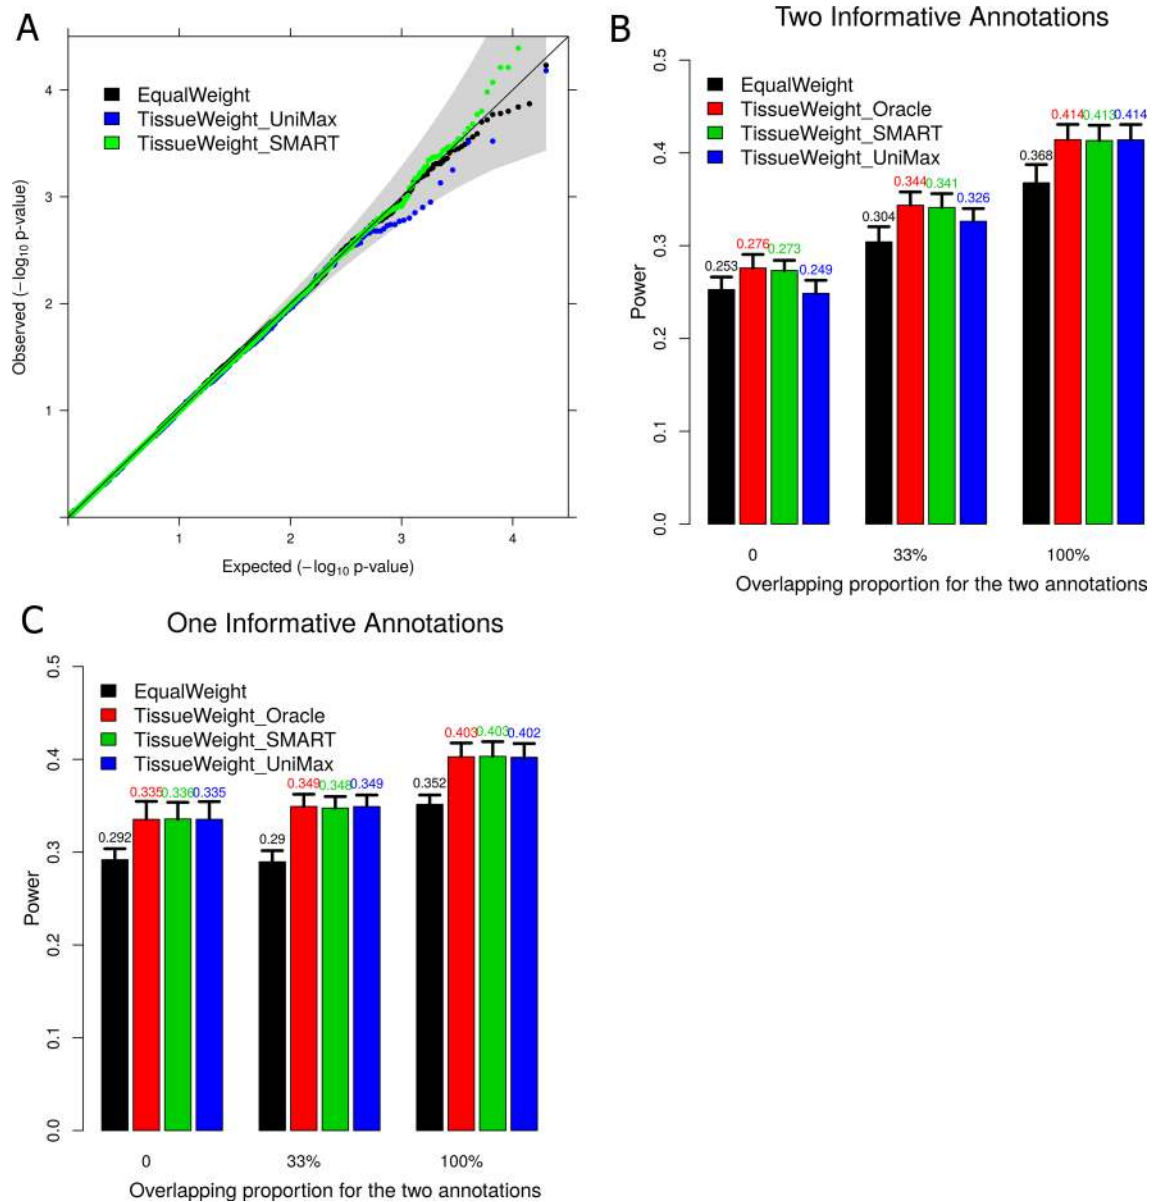 A
EqualWeight
TissueWeight_UniMax
TissueWeight_SMART
Observed (−log10 p-value)
4
3
2
1
1 2 3 4
Expected (−log10 p-value)
B
Two Informative Annotations
EqualWeight
TissueWeight_Oracle
TissueWeight_SMART
TissueWeight_UniMax
Power
0.5
0.4
0.3
0.2
0.1
0.0
0.253 0.276 0.273 0.249
0.304 0.344 0.341 0.326
0.368 0.414 0.413 0.414
0 33% 100%
Overlapping proportion for the two annotations
C
One Informative Annotations
EqualWeight
TissueWeight_Oracle
TissueWeight_SMART
TissueWeight_UniMax
Power
0.5
0.4
0.3
0.2
0.1
0.0
0.292 0.335 0.336 0.335
0.29 0.349 0.348 0.349
0.352 0.403 0.403 0.402
0 33% 100%
Overlapping proportion for the two annotations